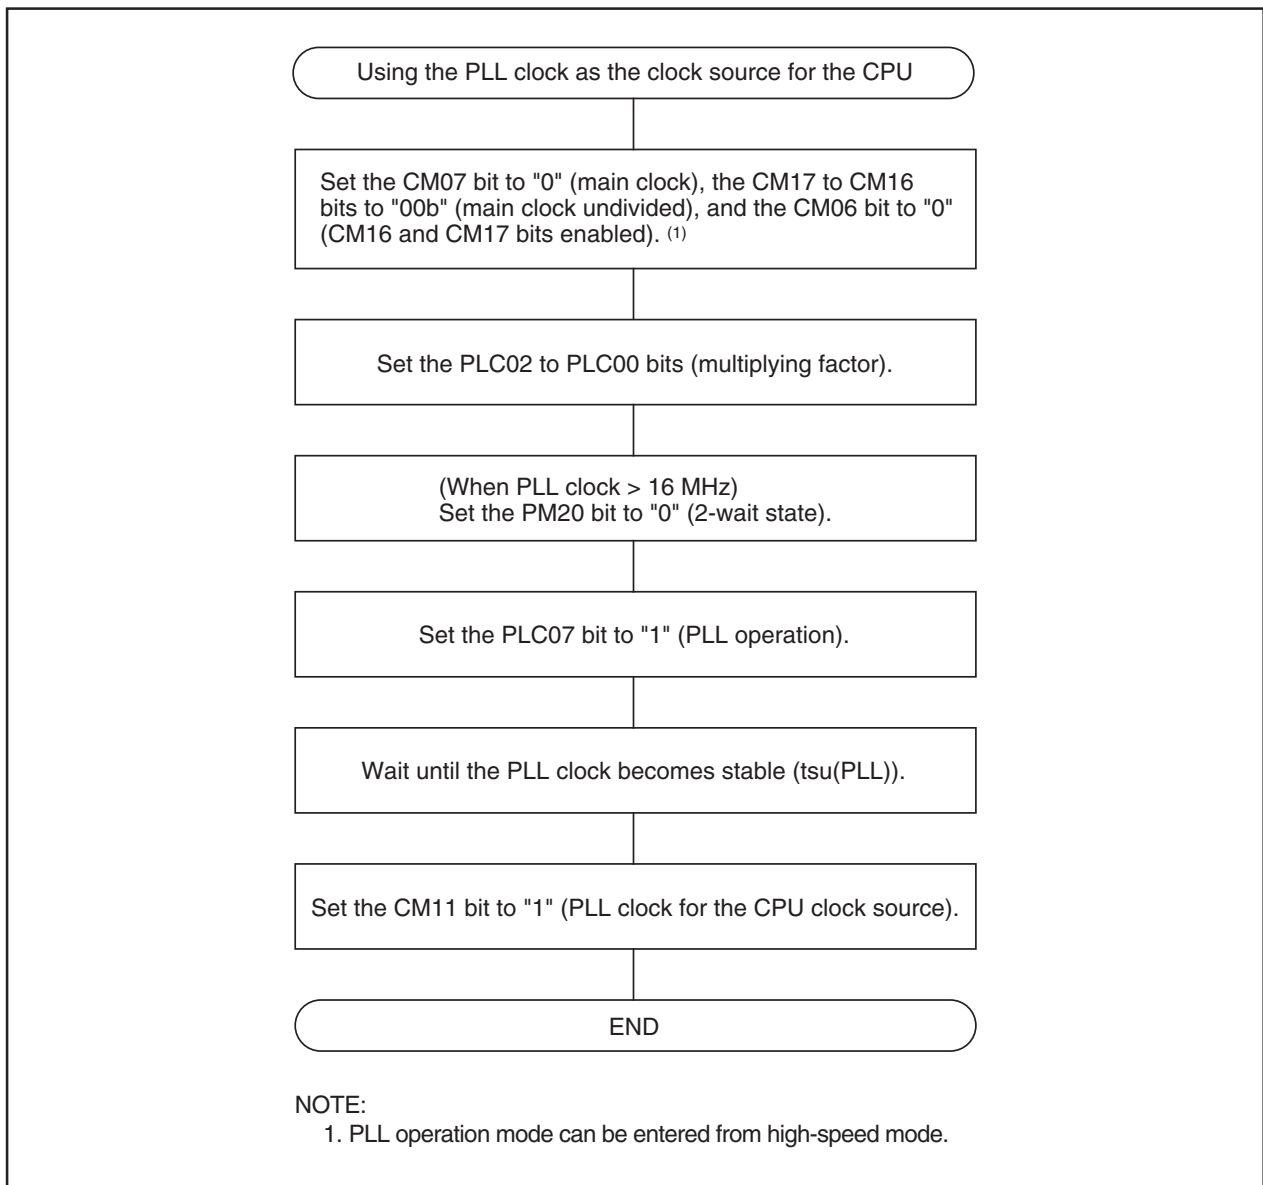 Using the PLL clock as the clock source for the CPU
Set the CM07 bit to "0" (main clock), the CM17 to CM16
bits to "00b" (main clock undivided), and the CM06 bit to "0"
(CM16 and CM17 bits enabled). (1)
Set the PLC02 to PLC00 bits (multiplying factor).
(When PLL clock > 16 MHz)
Set the PM20 bit to "0" (2-wait state).
Set the PLC07 bit to "1" (PLL operation).
Wait until the PLL clock becomes stable (tsu(PLL)).
Set the CM11 bit to "1" (PLL clock for the CPU clock source).
END
NOTE:
1. PLL operation mode can be entered from high-speed mode.